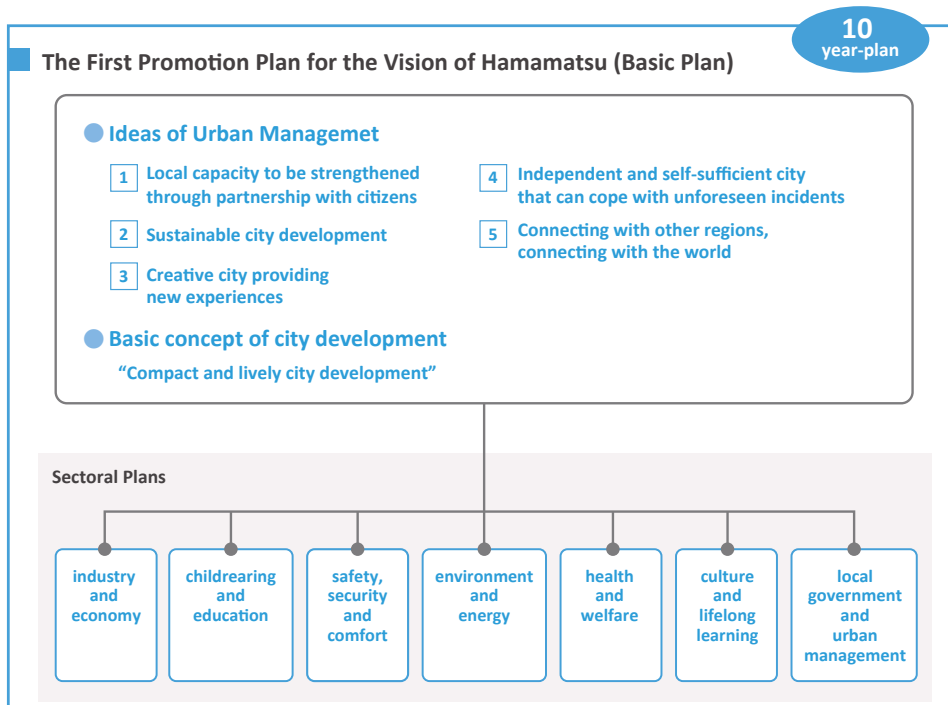 10
year-plan
The First Promotion Plan for the Vision of Hamamatsu (Basic Plan)
Ideas of Urban Managemet
1
Local capacity to be strengthened
through partnership with citizens
2
Sustainable city development
3
Creative city providing
new experiences
4
Independent and self-sufficient city
that can cope with unforeseen incidents
5
Connecting with other regions,
connecting with the world
Basic concept of city development
“Compact and lively city development”
Sectoral Plans
industry
and
economy
childrearing
and
education
safety,
security
and
comfort
environment
and
energy
health
and
welfare
culture
and
lifelong
learning
local
government
and
urban
management